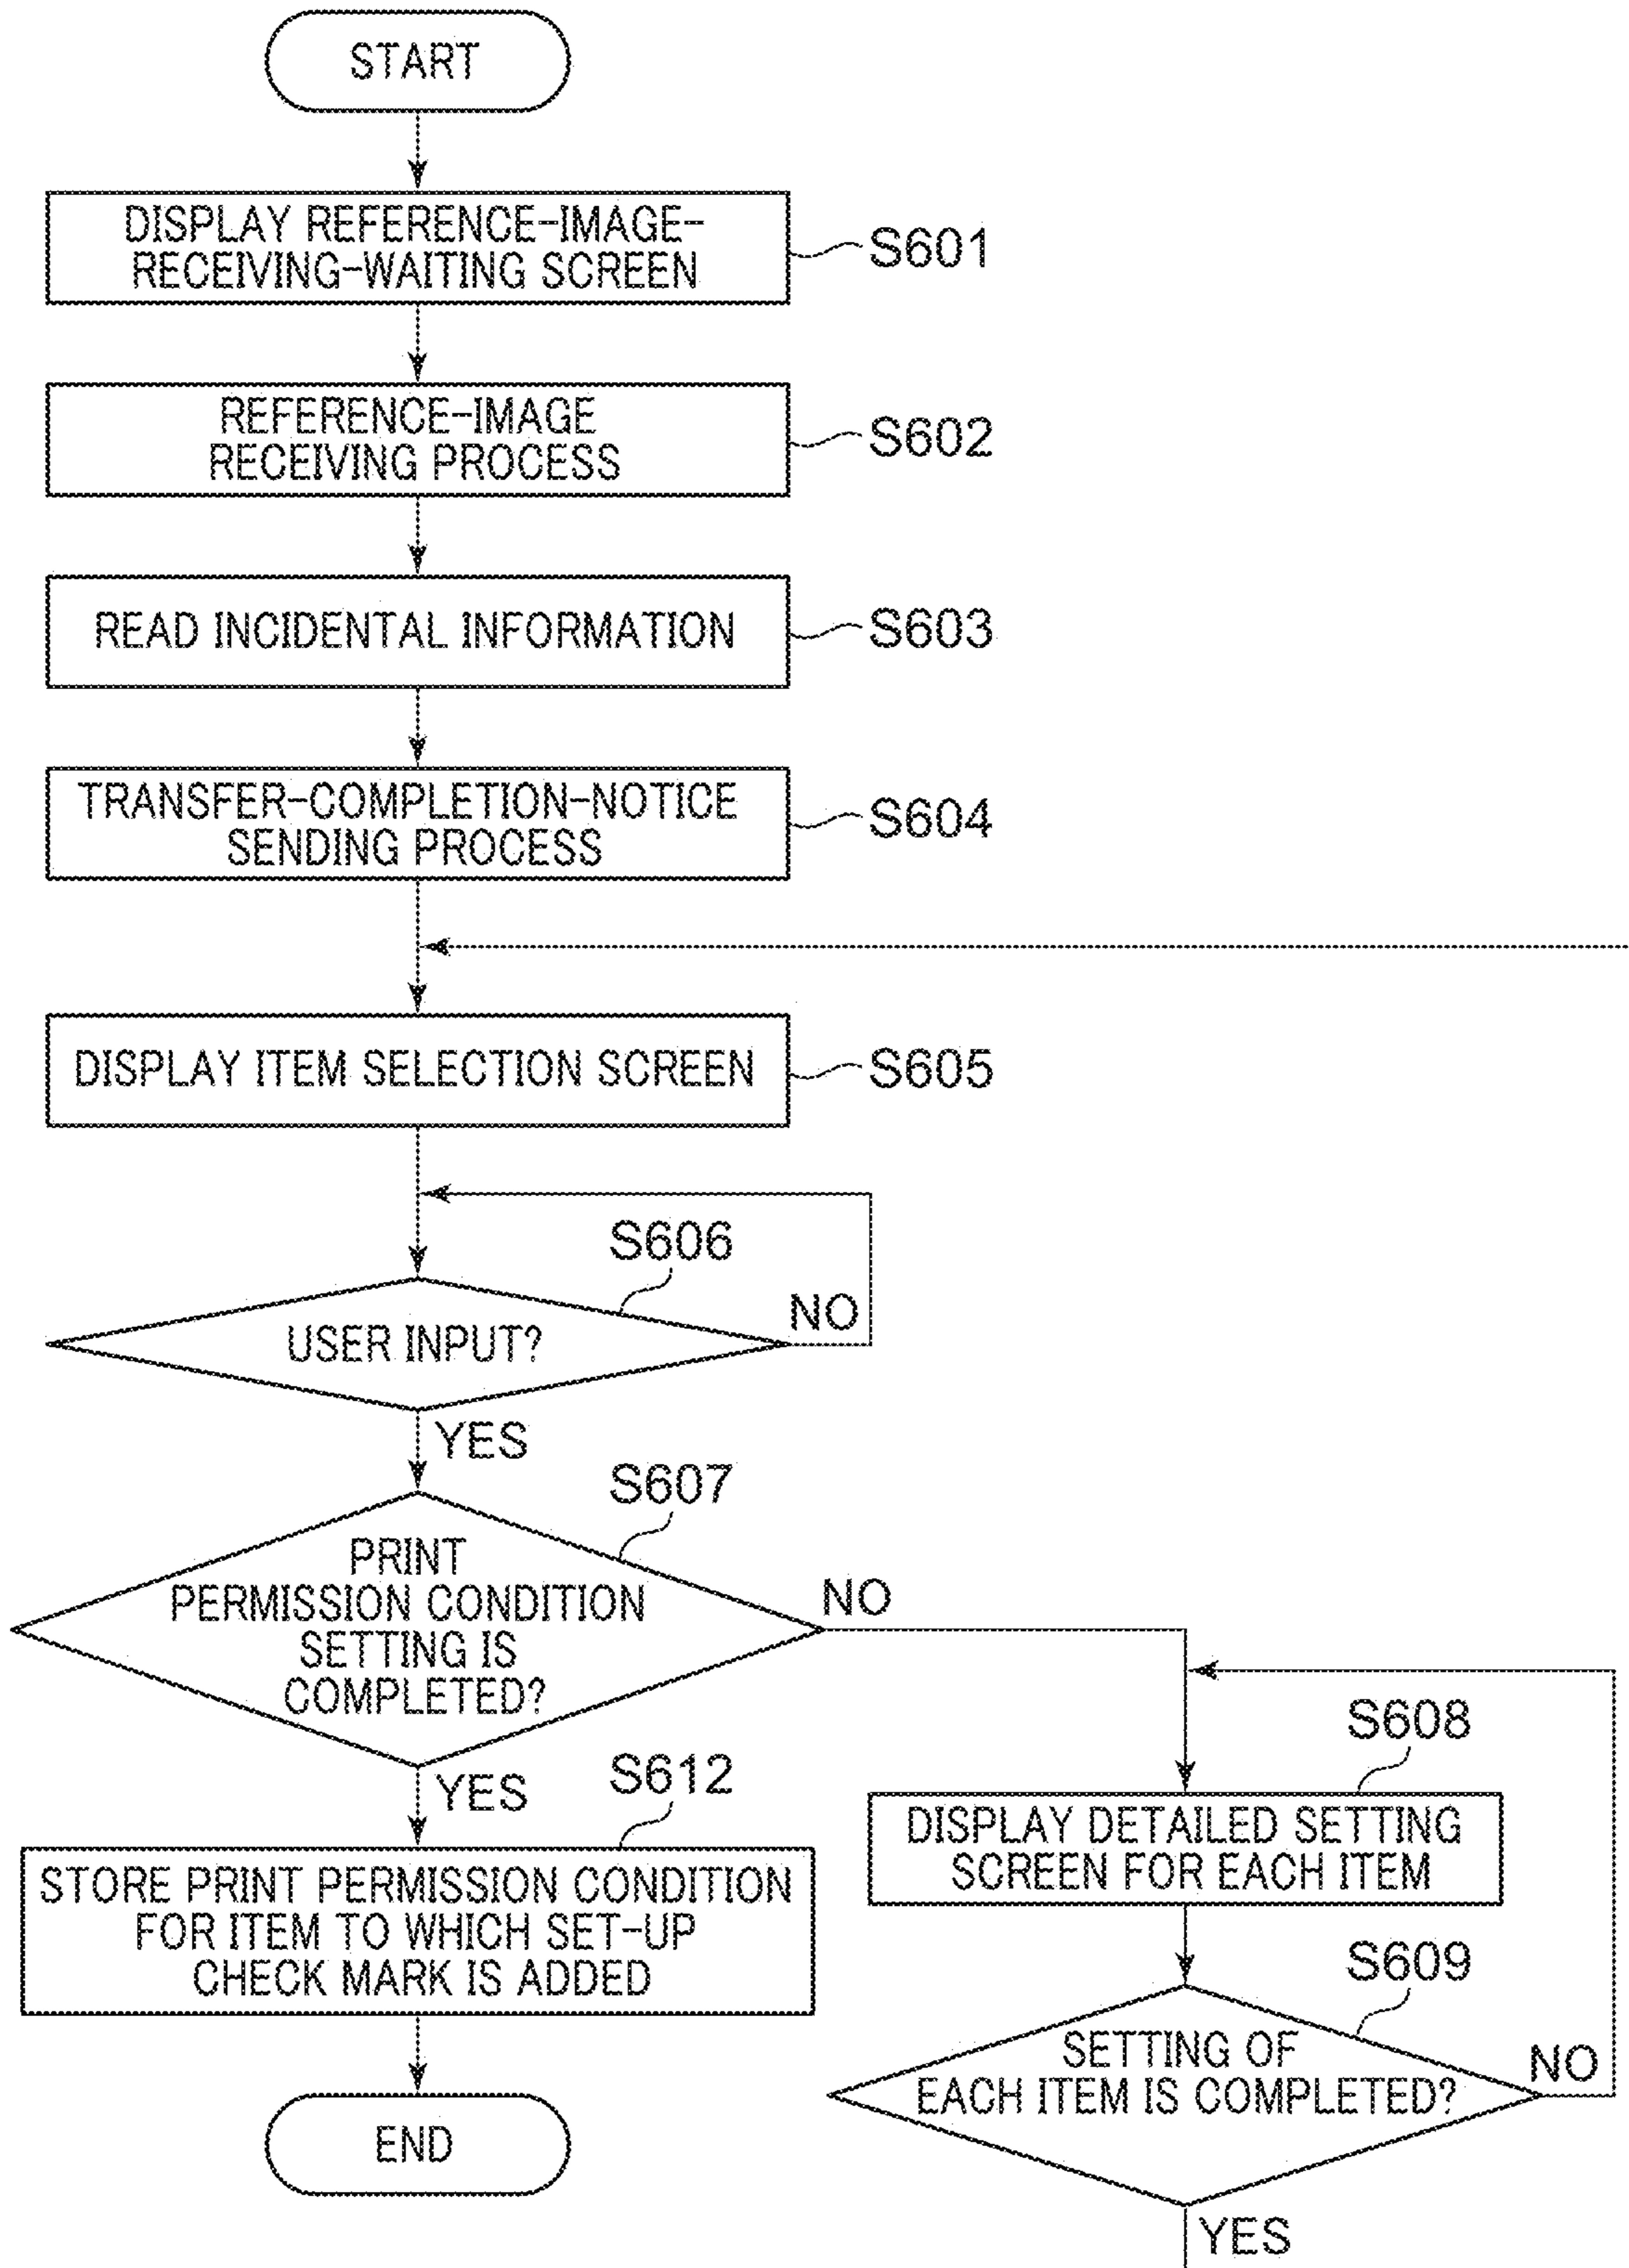 START
DISPLAY REFERENCE-IMAGE-
RECEIVING-WAITING SCREEN
S601
REFERENCE-IMAGE
RECEIVING PROCESS
S602
READ INCIDENTAL INFORMATION
S603
TRANSFER-COMPLETION-NOTICE
SENDING PROCESS
S604
DISPLAY ITEM SELECTION SCREEN
S605
S606
USER INPUT?
NO
YES
S607
PRINT
PERMISSION CONDITION
SETTING IS
COMPLETED?
NO
YES
S612
STORE PRINT PERMISSION CONDITION
FOR ITEM TO WHICH SET-UP
CHECK MARK IS ADDED
END
S608
DISPLAY DETAILED SETTING
SCREEN FOR EACH ITEM
S609
SETTING OF
EACH ITEM IS COMPLETED?
NO
YES